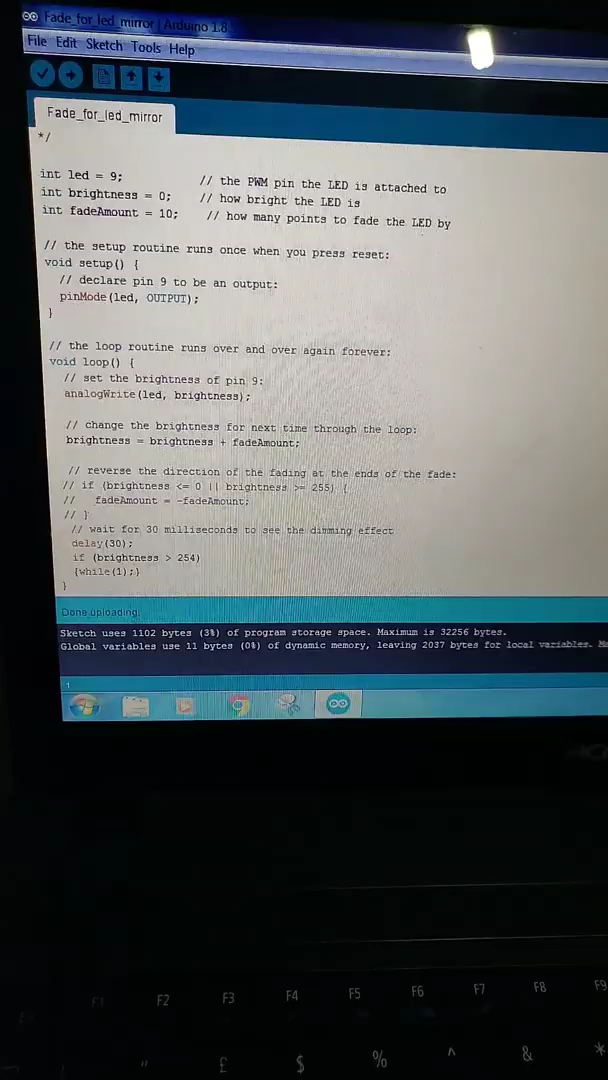 Fade_for_led_mirror | Arduino 1.8.
File Edit Sketch Tools Help
Fade_for_led_mirror
*/
int led = 9; // the PWM pin the LED is attached to
int brightness = 0; // how bright the LED is
int fadeAmount = 10; // how many points to fade the LED by
// the setup routine runs once when you press reset:
void setup() {
// declare pin 9 to be an output:
pinMode(led, OUTPUT);
}
// the loop routine runs over and over again forever:
void loop() {
// set the brightness of pin 9:
analogWrite(led, brightness);
// change the brightness for next time through the loop:
brightness = brightness + fadeAmount;
// reverse the direction of the fading at the ends of the fade:
// if (brightness <= 0 || brightness >= 255) {
// fadeAmount = -fadeAmount;
// }
// wait for 30 milliseconds to see the dimming effect
delay(30);
if (brightness > 254)
{while(1);}
}
Done uploading.
Sketch uses 1102 bytes (3%) of program storage space. Maximum is 32256 bytes.
Global variables use 11 bytes (0%) of dynamic memory, leaving 2037 bytes for local variables.
1
F1 F2 F3 F4 F5 F6 F7 F8 F9
" £ $ % ^ & *